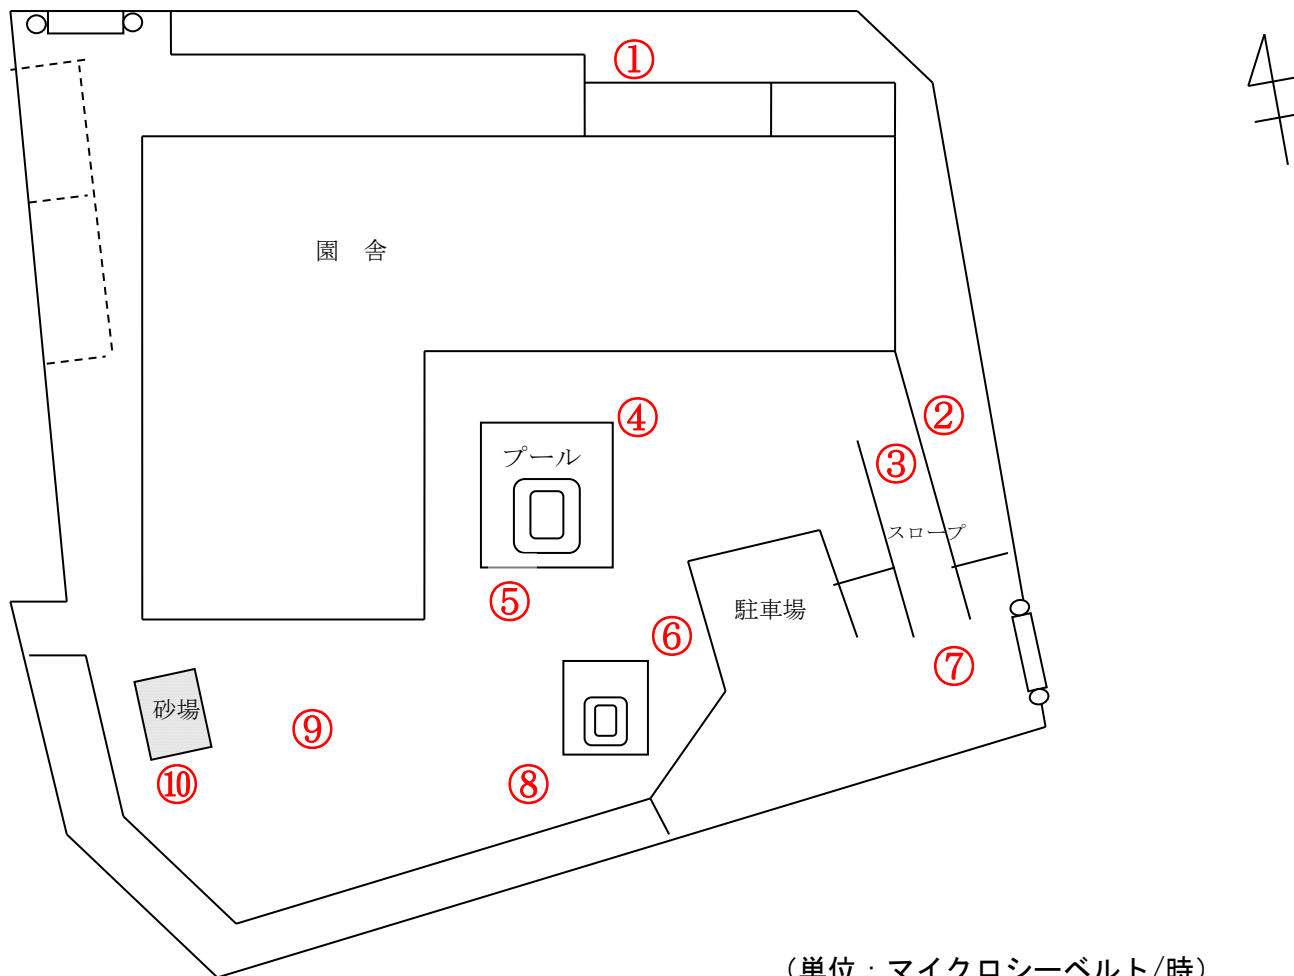 ①
園　舎
④
②
プール
③
スロープ
⑤
駐車場
⑥
⑦
砂場
⑨
⑩
⑧
（単位：マイクロシーベルト/時）